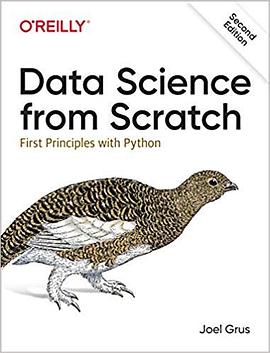 O'REILLY®
Second
Edition
Data Science
from Scratch
First Principles with Python
Joel Grus